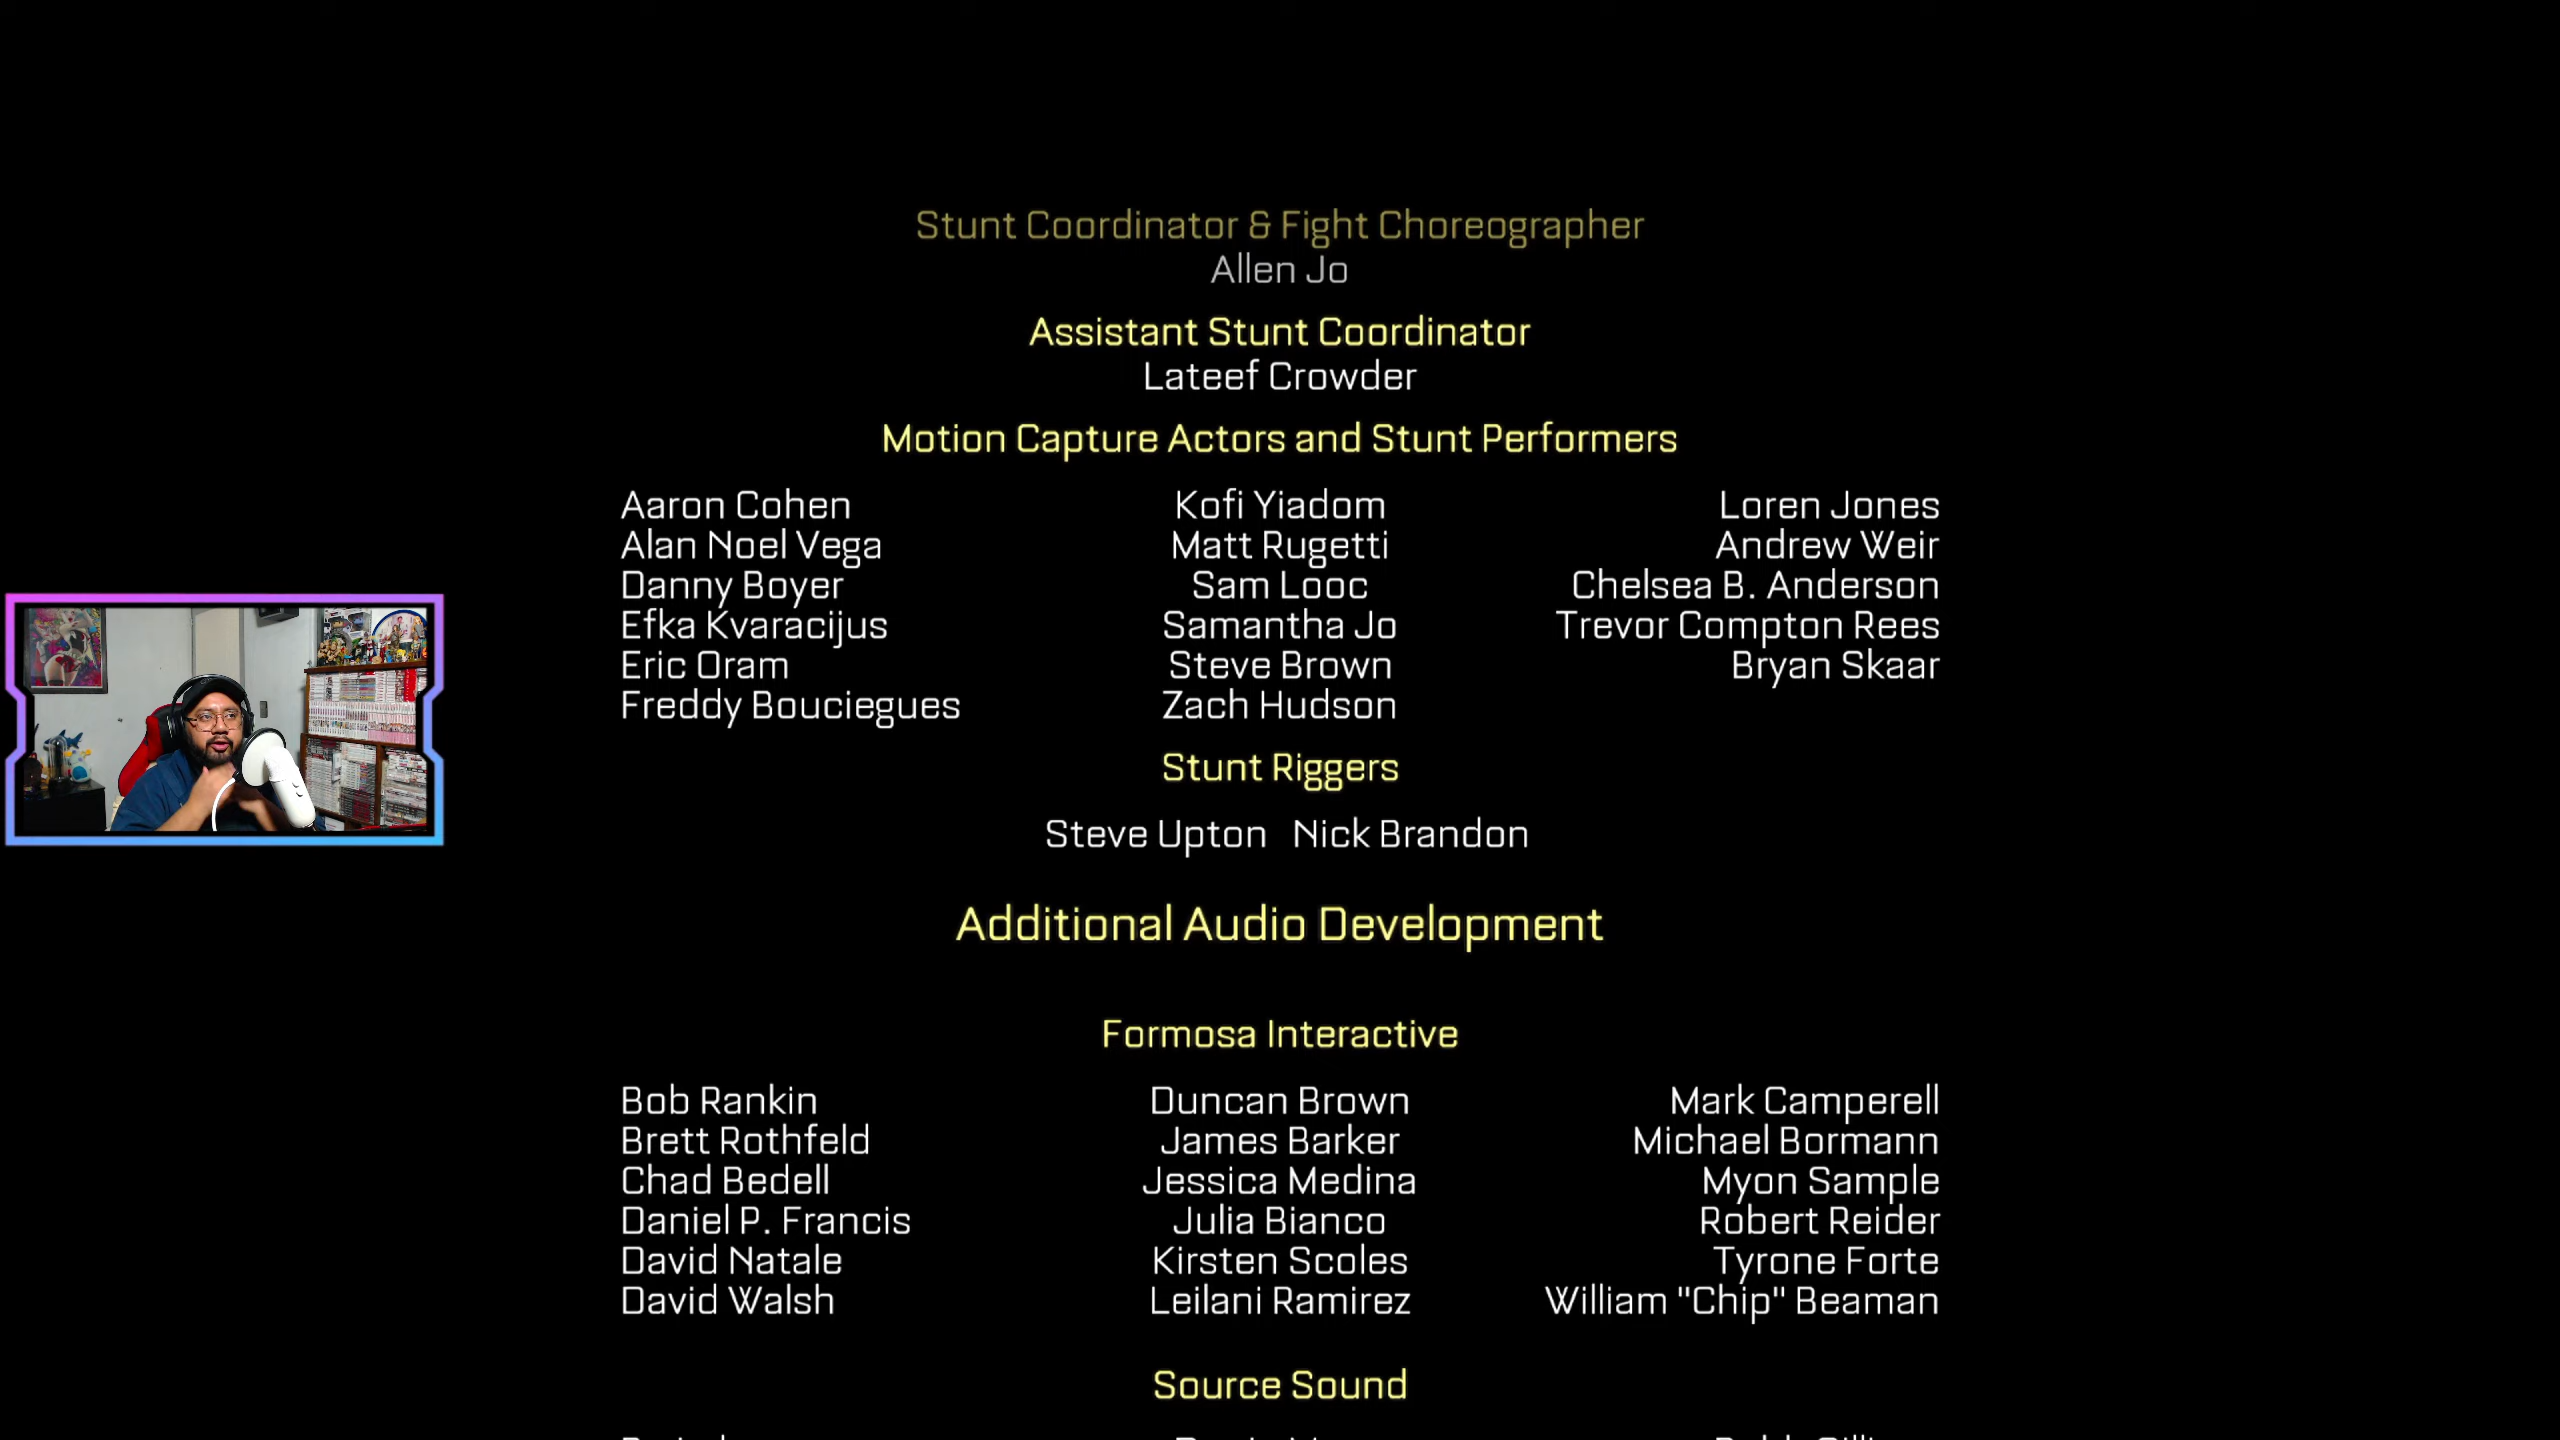 Stunt Coordinator & Fight Choreographer
Allen Jo
Assistant Stunt Coordinator
Lateef Crowder
Motion Capture Actors and Stunt Performers
Aaron Cohen Kofi Yiadom Loren Jones
Alan Noel Vega Matt Rugetti Andrew Weir
Danny Boyer Sam Looc Chelsea B. Anderson
Efka Kvaracijus Samantha Jo Trevor Compton Rees
Eric Oram Steve Brown Bryan Skaar
Freddy Bouciegues Zach Hudson
Stunt Riggers
Steve Upton Nick Brandon
Additional Audio Development
Formosa Interactive
Bob Rankin Duncan Brown Mark Camperell
Brett Rothfeld James Barker Michael Bormann
Chad Bedell Jessica Medina Myon Sample
Daniel P. Francis Julia Bianco Robert Reider
David Natale Kirsten Scoles Tyrone Forte
David Walsh Leilani Ramirez William "Chip" Beaman
Source Sound